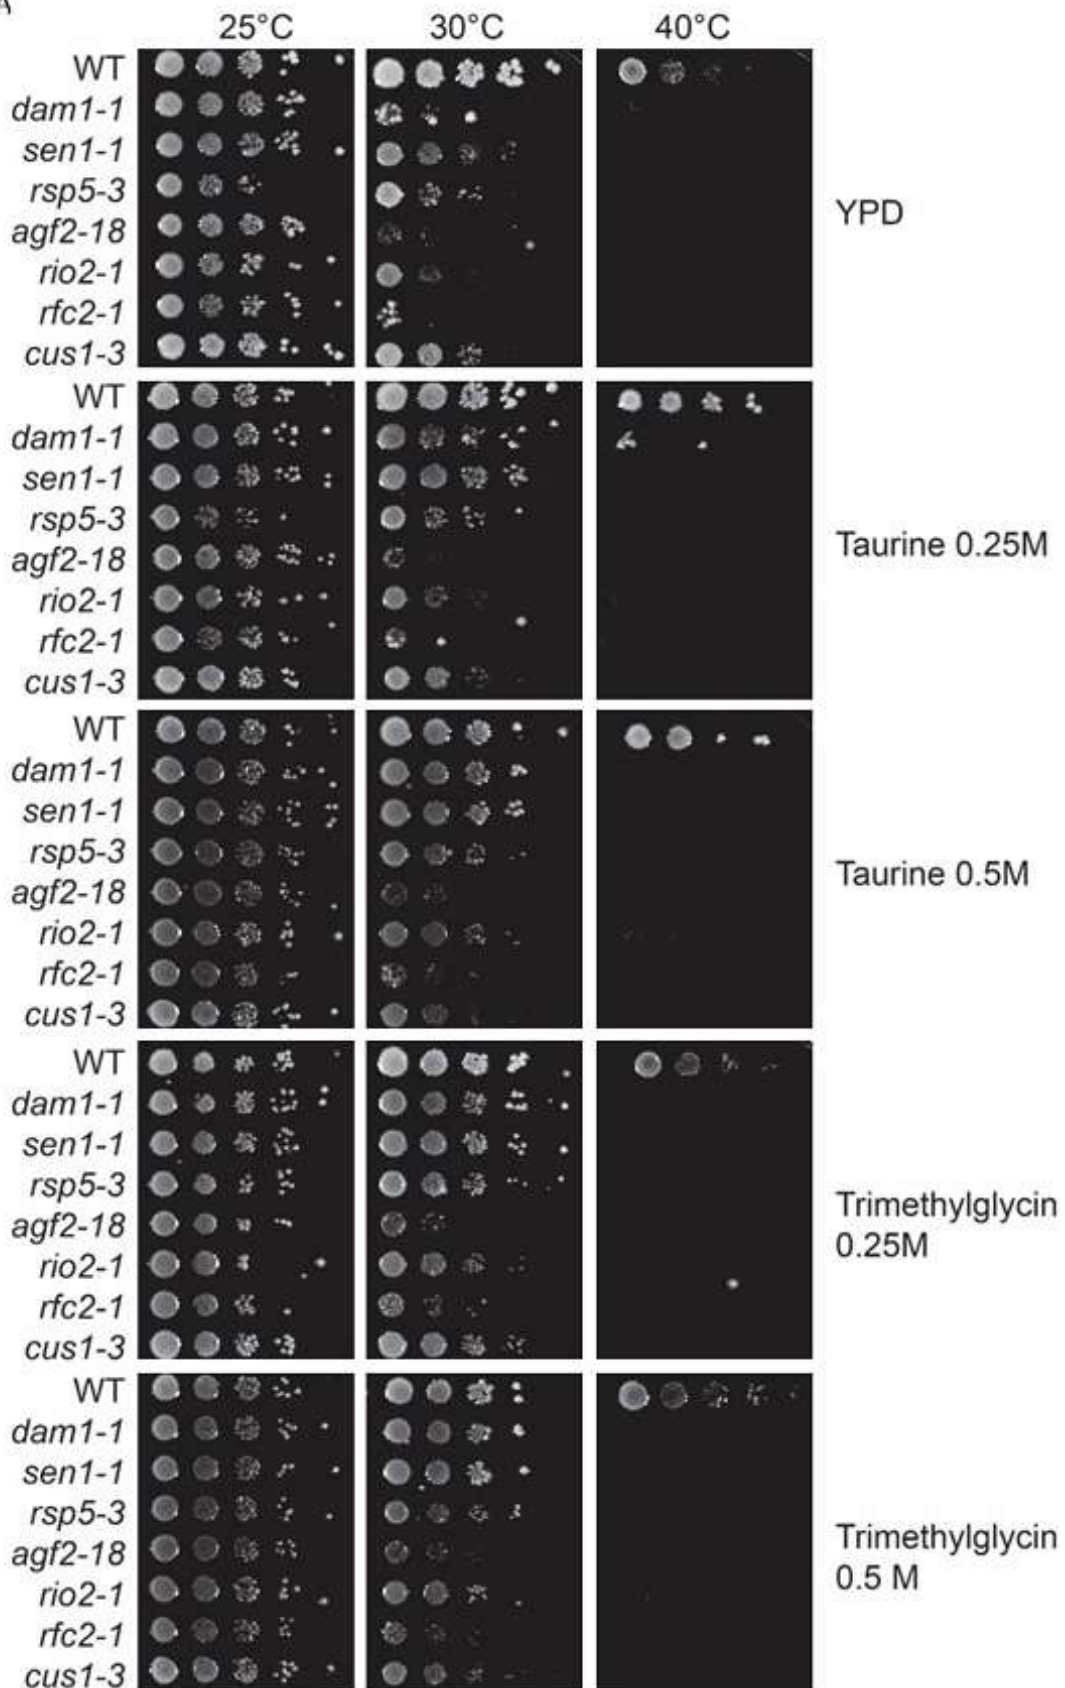 A
25°C 30°C 40°C
WT
dam1-1
sen1-1
rsp5-3
agf2-18
rio2-1
rfc2-1
cus1-3
YPD
WT
dam1-1
sen1-1
rsp5-3
agf2-18
rio2-1
rfc2-1
cus1-3
Taurine 0.25M
WT
dam1-1
sen1-1
rsp5-3
agf2-18
rio2-1
rfc2-1
cus1-3
Taurine 0.5M
WT
dam1-1
sen1-1
rsp5-3
agf2-18
rio2-1
rfc2-1
cus1-3
Trimethylglycin
0.25M
WT
dam1-1
sen1-1
rsp5-3
agf2-18
rio2-1
rfc2-1
cus1-3
Trimethylglycin
0.5 M